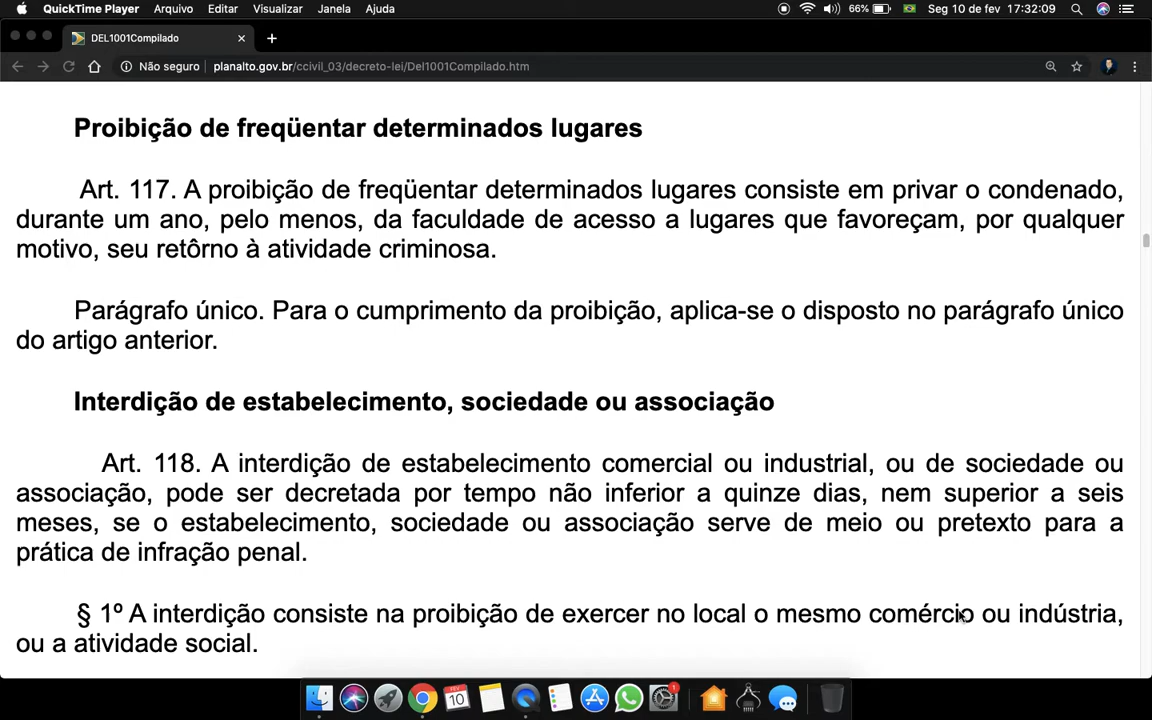 QuickTime Player Arquivo Editar Visualizar Janela Ajuda 66% Seg 10 de fev 17:32:09
DEL1001Compilado
Não seguro planalto.gov.br/ccivil_03/decreto-lei/Del1001Compilado.htm
Proibição de freqüentar determinados lugares
Art. 117. A proibição de freqüentar determinados lugares consiste em privar o condenado,
durante um ano, pelo menos, da faculdade de acesso a lugares que favoreçam, por qualquer
motivo, seu retôrno à atividade criminosa.
Parágrafo único. Para o cumprimento da proibição, aplica-se o disposto no parágrafo único
do artigo anterior.
Interdição de estabelecimento, sociedade ou associação
Art. 118. A interdição de estabelecimento comercial ou industrial, ou de sociedade ou
associação, pode ser decretada por tempo não inferior a quinze dias, nem superior a seis
meses, se o estabelecimento, sociedade ou associação serve de meio ou pretexto para a
prática de infração penal.
§ 1º A interdição consiste na proibição de exercer no local o mesmo comércio ou indústria,
ou a atividade social.
FEV
10
1